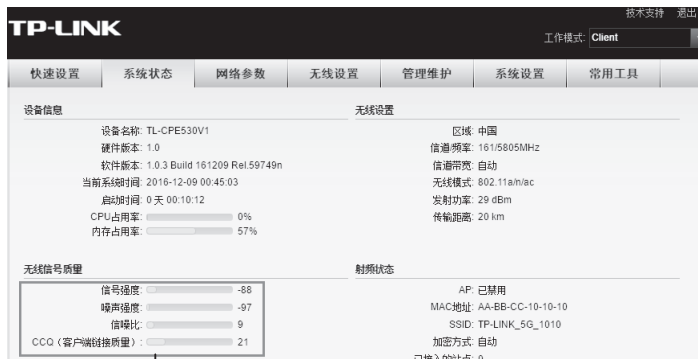 技术支持 退出
TP-LINK
工作模式: Client
快速设置 系统状态 网络参数 无线设置 管理维护 系统设置 常用工具
设备信息
设备名称: TL-CPE530V1
硬件版本: 1.0
软件版本: 1.0.3 Build 161209 Rel.59749n
当前系统时间: 2016-12-09 00:45:03
启动时间: 0 天 00:10:12
CPU占用率: 0%
内存占用率: 57%
无线设置
区域: 中国
信道/频率: 161/5805MHz
信道带宽: 自动
无线模式: 802.11a/n/ac
发射功率: 29 dBm
传输距离: 20 km
无线信号质量
信号强度: -88
噪声强度: -97
信噪比: 9
CCQ（客户端链接质量）: 21
射频状态
AP: 已禁用
MAC地址: AA-BB-CC-10-10-10
SSID: TP-LINK_5G_1010
加密方式: 自动
已接入的站点: 0